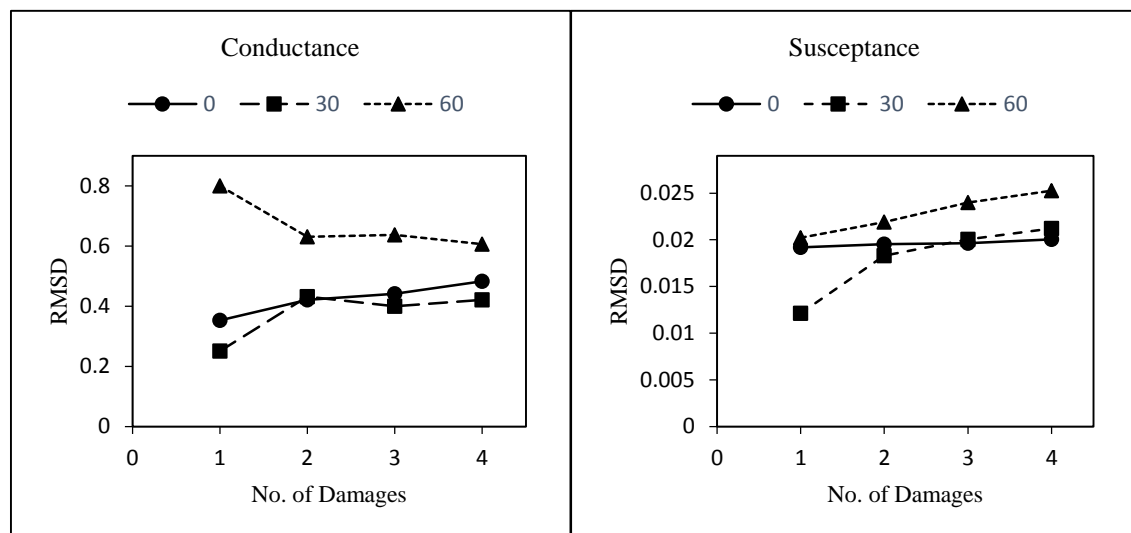 Conductance
0 30 60
0.8
0.6
0.4
0.2
0
RMSD
0 1 2 3 4
No. of Damages
Susceptance
0 30 60
0.025
0.02
0.015
0.01
0.005
0
RMSD
0 1 2 3 4
No. of Damages